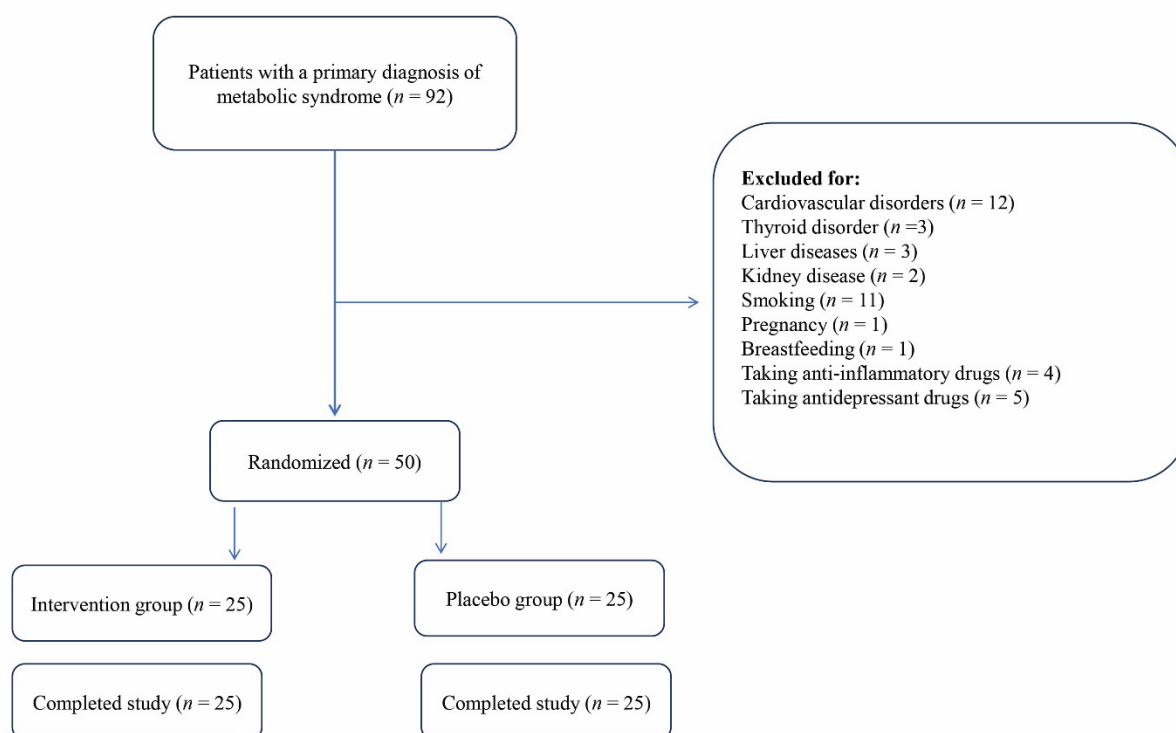 Patients with a primary diagnosis of
metabolic syndrome (n = 92)
Excluded for:
Cardiovascular disorders (n = 12)
Thyroid disorder (n =3)
Liver diseases (n = 3)
Kidney disease (n = 2)
Smoking (n = 11)
Pregnancy (n = 1)
Breastfeeding (n = 1)
Taking anti-inflammatory drugs (n = 4)
Taking antidepressant drugs (n = 5)
Randomized (n = 50)
Intervention group (n = 25)
Placebo group (n = 25)
Completed study (n = 25)
Completed study (n = 25)